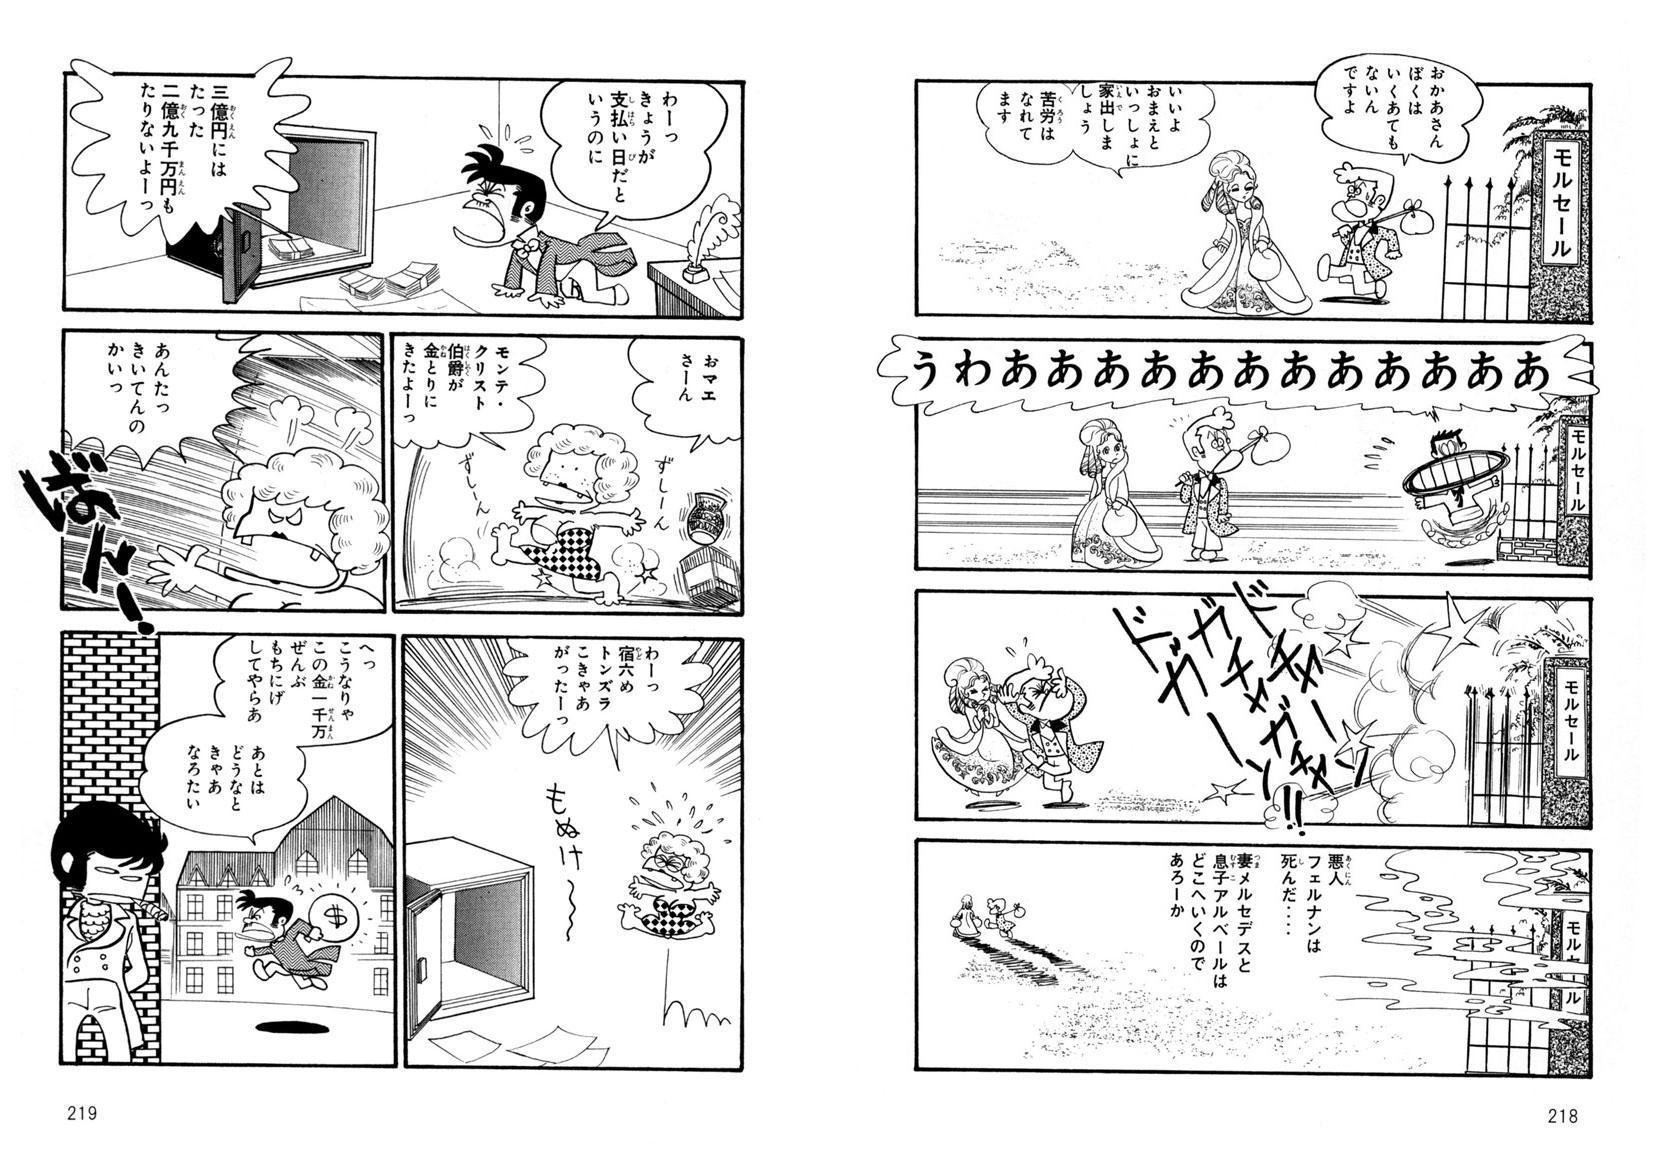 おかあさん
ぼくは
いくあても
ないん
ですよ
モルセール
いいよ
おまえと
いっしょに
家出しま
しょう
苦労は
なれて
ます
うわあああああああああああああ
モルセール
ドチャーン
ドガチャガチャン
ドガーン!!
モルセール
悪人
フェルナンは
死んだ‥‥
妻メルセデスと
息子アルベールは
どこへいくので
あろーか
モルセール
218
わーっ
きょうが
支払い日だと
いうのに
三億円には
たった
二億九千万円も
たりないよーっ
おマエ
さーん
ずしーん
モンテ・
クリスト
伯爵が
金とりに
きたよーっ
ずしーん
あんたっ
きいてんの
かいっ
ばん!
わーっ
宿六め
トンズラ
こきゃあ
がったーっ
もぬけ〜〜
へっ
こうなりゃ
この金一千万
ぜんぶ
もちにげ
してやらあ
あとは
どうなと
きゃあ
なろたい
$
219